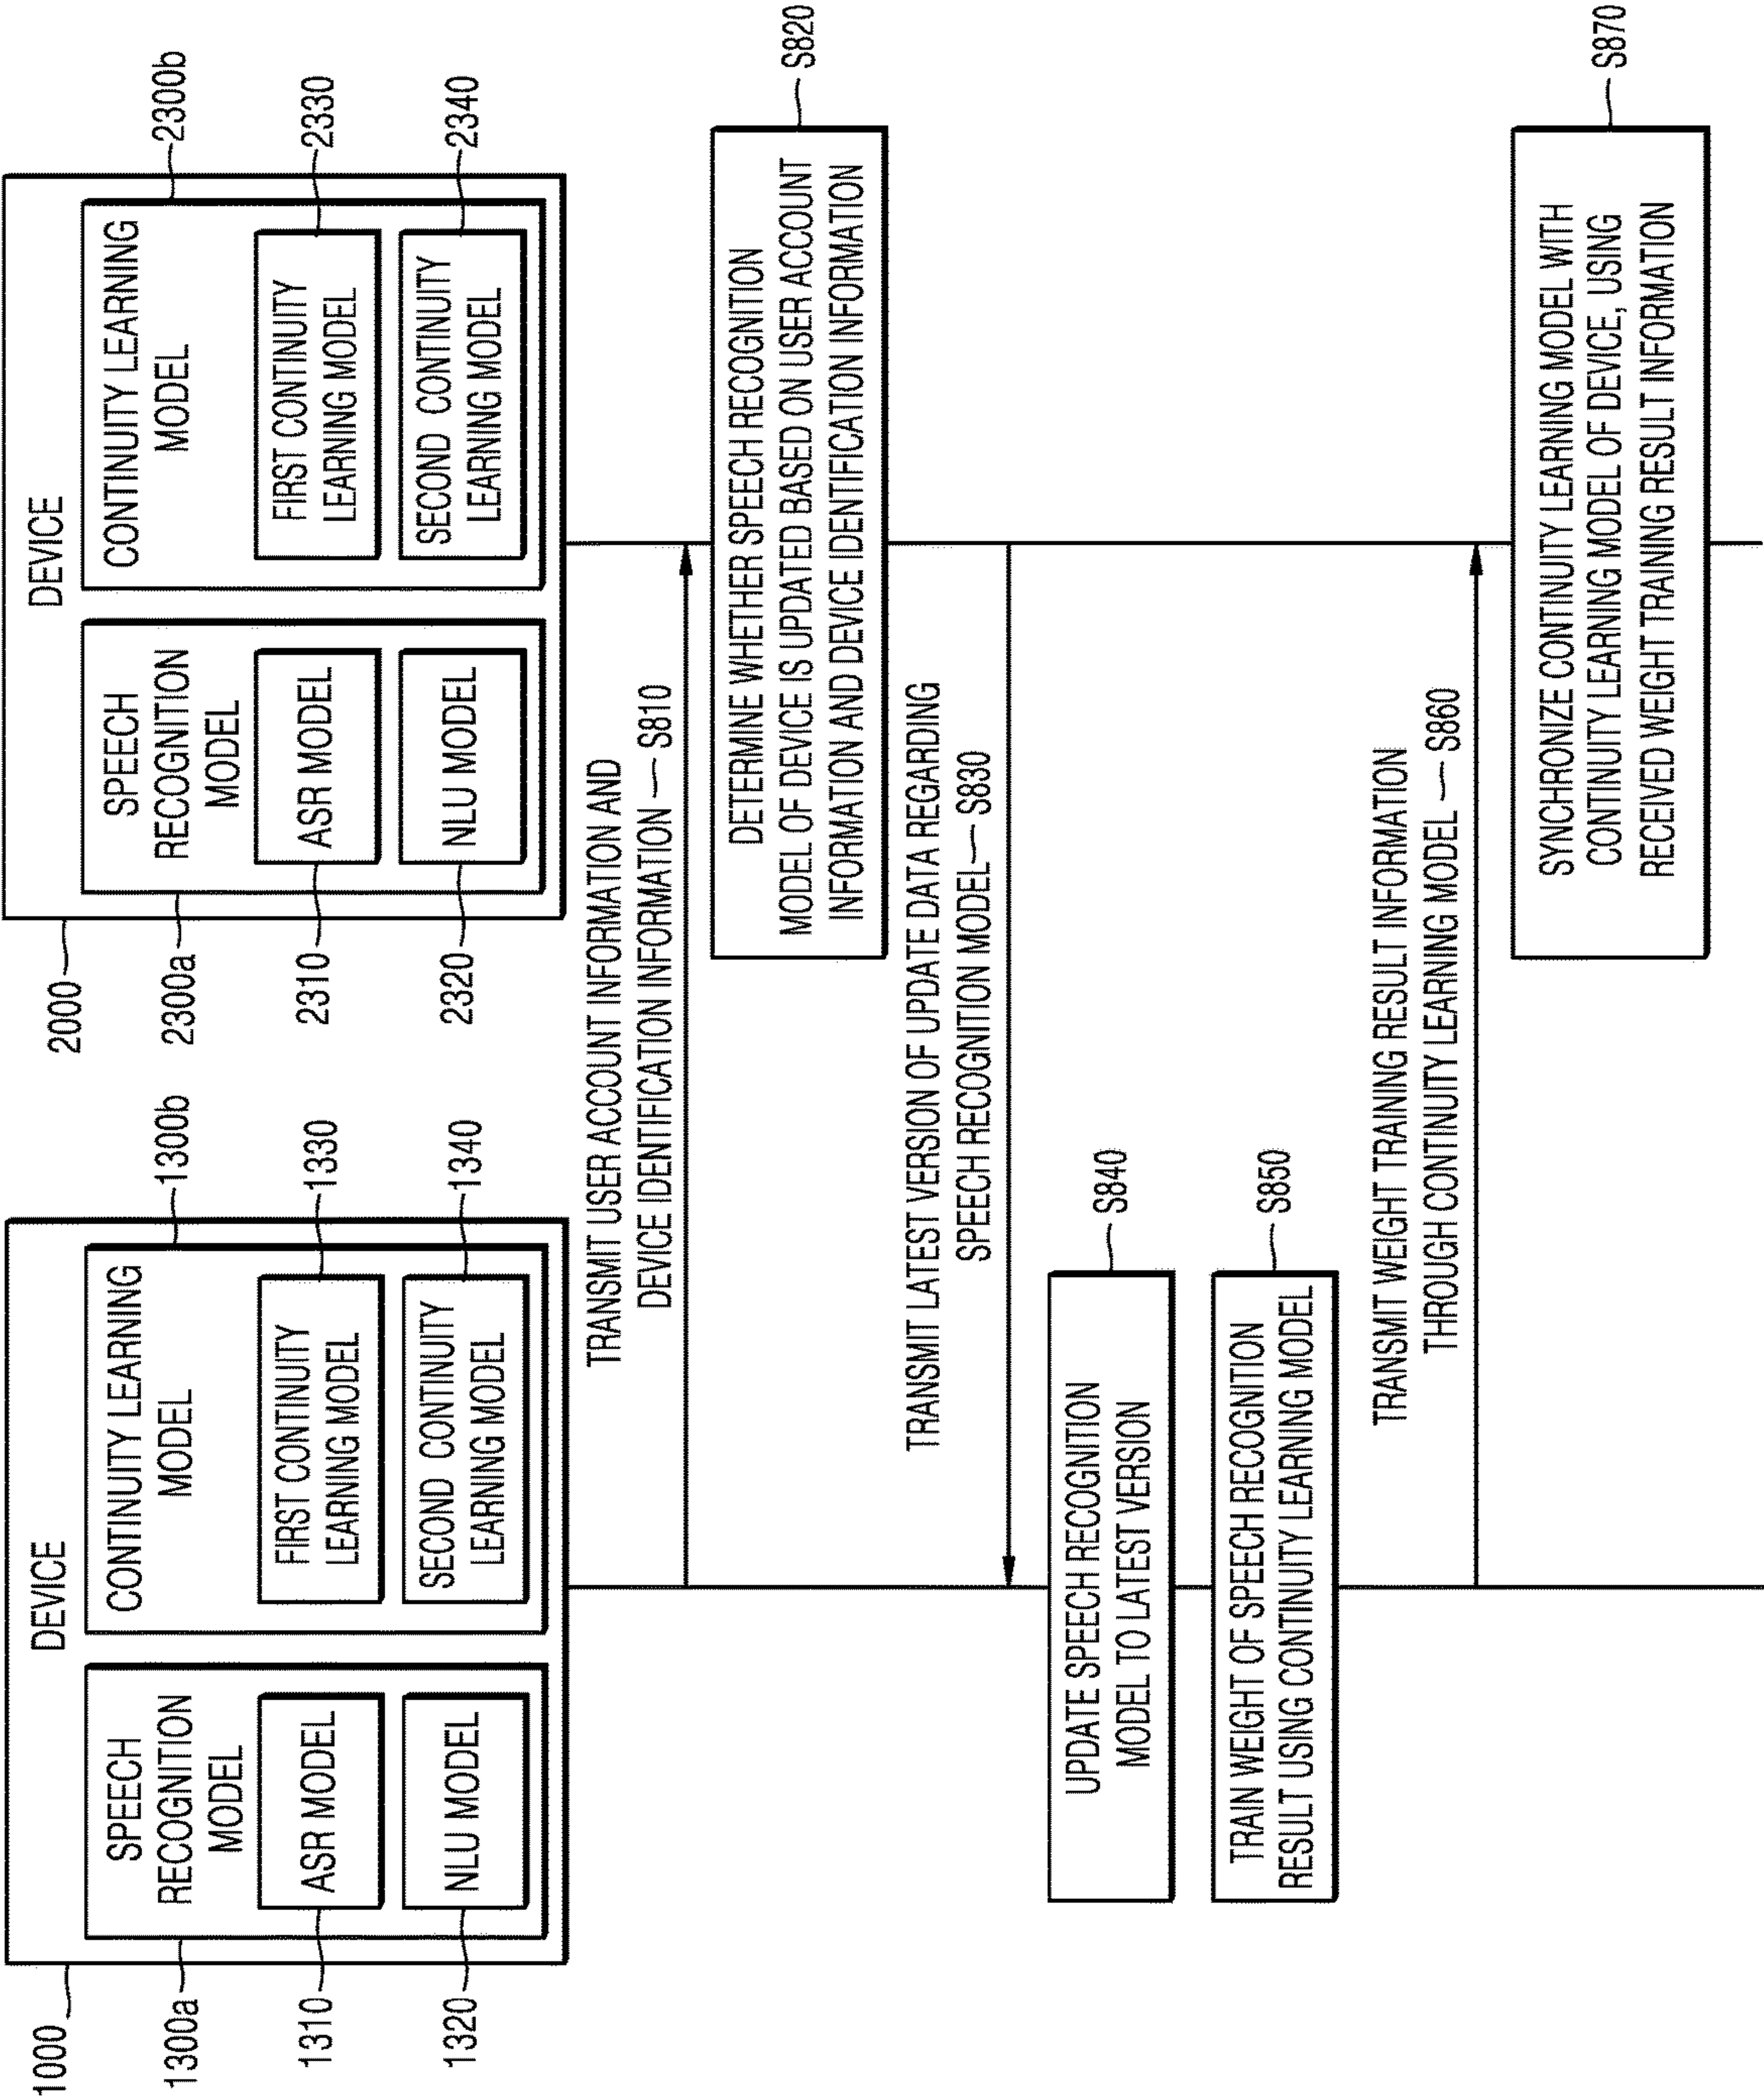 1000
DEVICE
1300a
SPEECH
RECOGNITION
MODEL
1310
ASR MODEL
1320
NLU MODEL
1300b
CONTINUITY LEARNING
MODEL
FIRST CONTINUITY
LEARNING MODEL
1330
SECOND CONTINUITY
LEARNING MODEL
1340
2000
DEVICE
2300a
SPEECH
RECOGNITION
MODEL
2310
ASR MODEL
2320
NLU MODEL
2300b
CONTINUITY LEARNING
MODEL
FIRST CONTINUITY
LEARNING MODEL
2330
SECOND CONTINUITY
LEARNING MODEL
2340
TRANSMIT USER ACCOUNT INFORMATION AND
DEVICE IDENTIFICATION INFORMATION S810
S820
DETERMINE WHETHER SPEECH RECOGNITION
MODEL OF DEVICE IS UPDATED BASED ON USER ACCOUNT
INFORMATION AND DEVICE IDENTIFICATION INFORMATION
TRANSMIT LATEST VERSION OF UPDATE DATA REGARDING
SPEECH RECOGNITION MODEL S830
S840
UPDATE SPEECH RECOGNITION
MODEL TO LATEST VERSION
S850
TRAIN WEIGHT OF SPEECH RECOGNITION
RESULT USING CONTINUITY LEARNING MODEL
TRANSMIT WEIGHT TRAINING RESULT INFORMATION
THROUGH CONTINUITY LEARNING MODEL S860
S870
SYNCHRONIZE CONTINUITY LEARNING MODEL WITH
CONTINUITY LEARNING MODEL OF DEVICE, USING
RECEIVED WEIGHT TRAINING RESULT INFORMATION